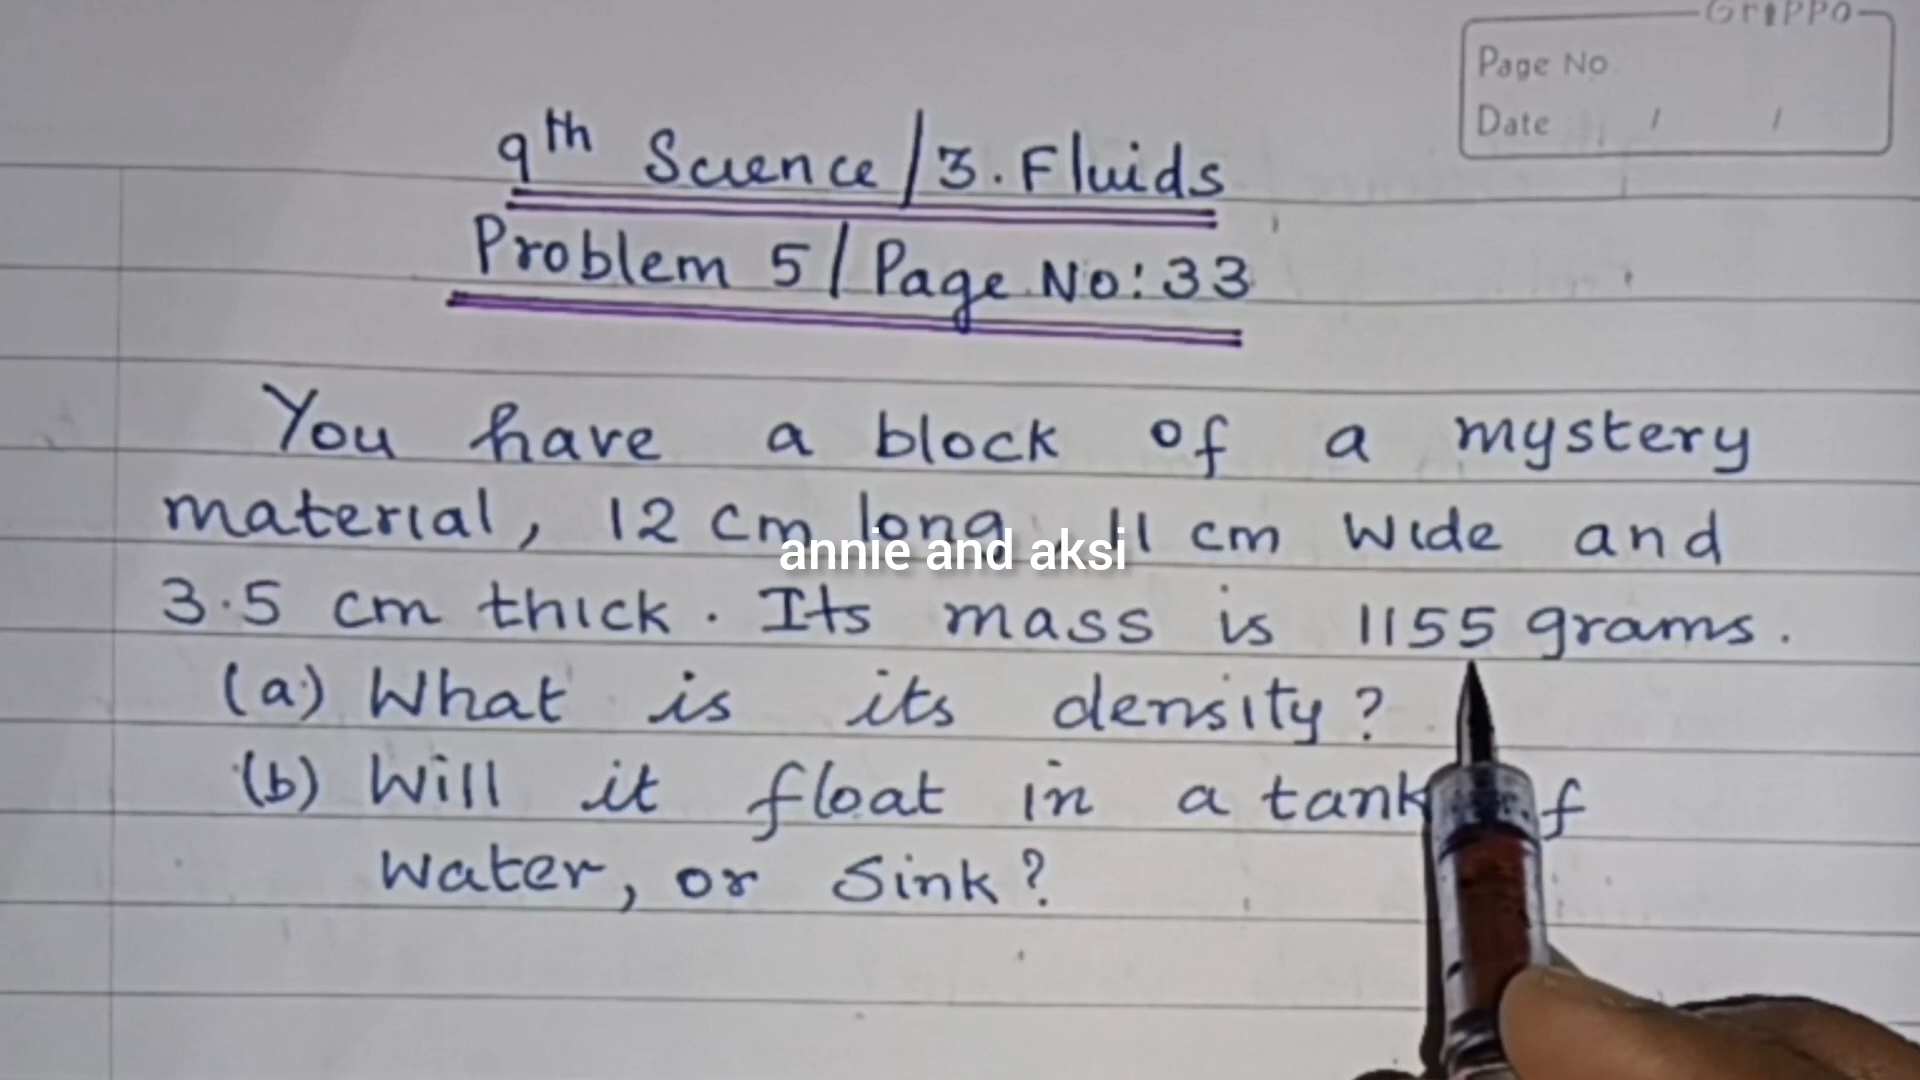 GrIPPO
Page No
Date / /
9th Science / 3. Fluids
Problem 5 / Page No: 33
You have a block of a mystery
material, 12 cm long, 11 cm wide and
annie and aksi
3.5 cm thick. Its mass is 1155 grams.
(a) What is its density?
(b) Will it float in a tank of
water, or sink?